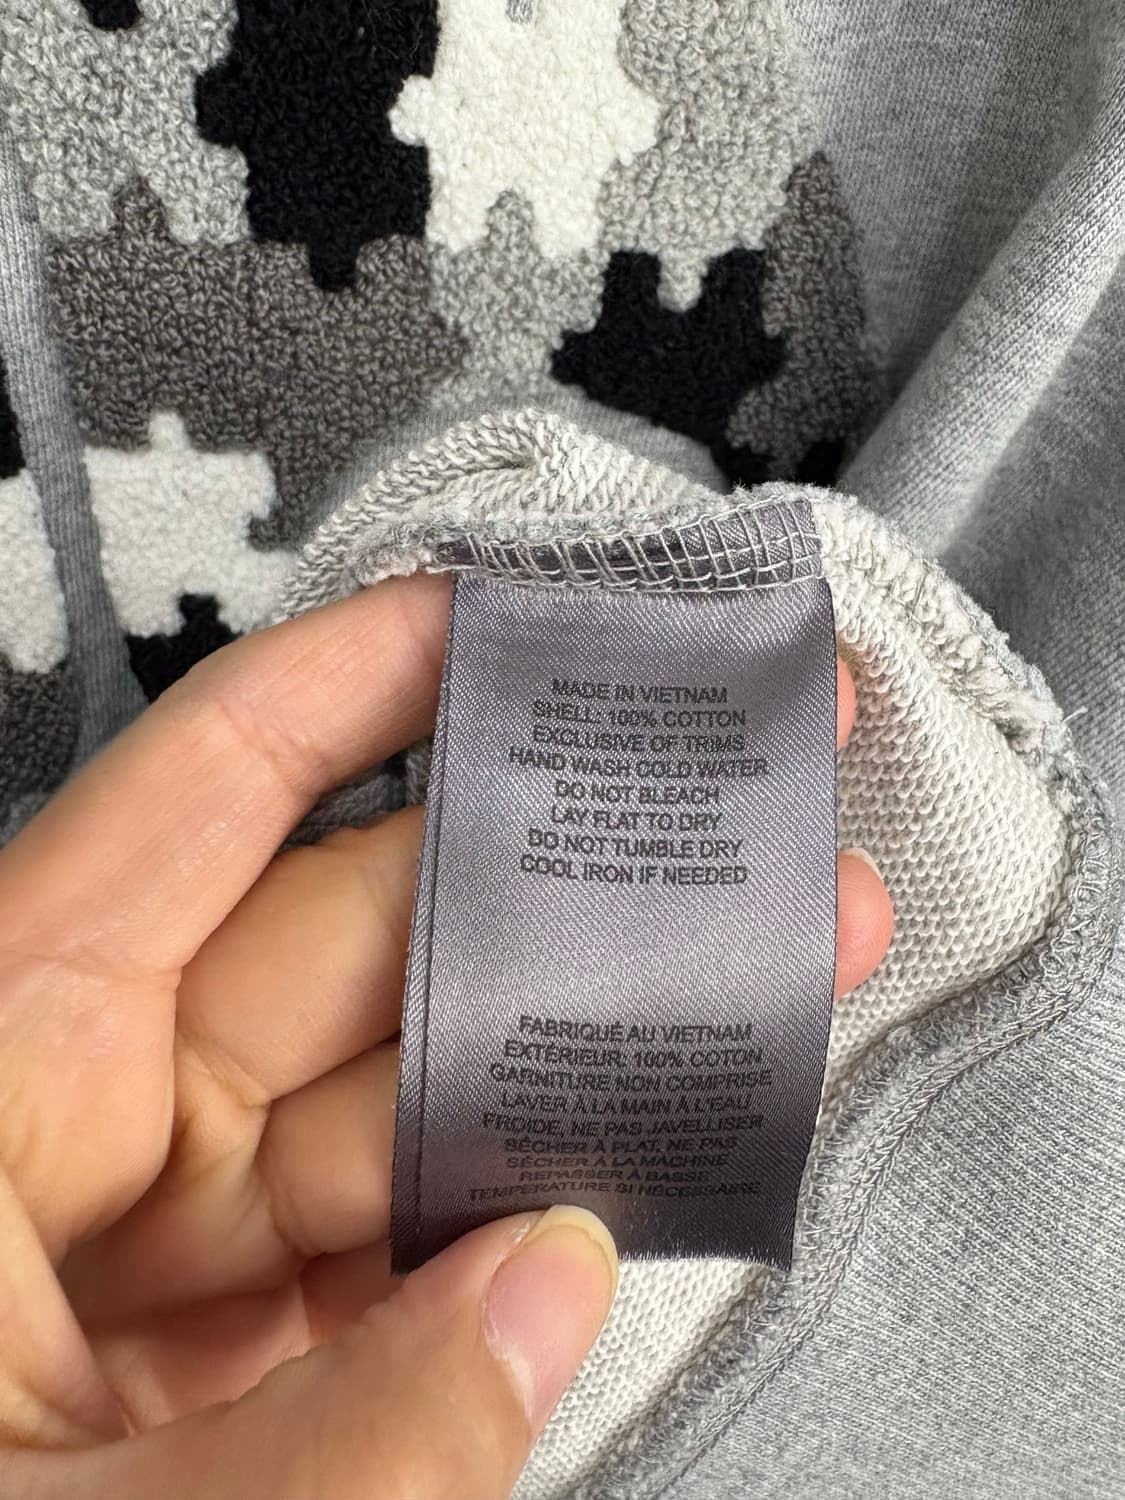 MADE IN VIETNAM
SHELL: 100% COTTON
EXCLUSIVE OF TRIMS
HAND WASH COLD WATER
DO NOT BLEACH
LAY FLAT TO DRY
DO NOT TUMBLE DRY
COOL IRON IF NEEDED
FABRIQUÉ AU VIETNAM
EXTÉRIEUR: 100% COTON
GARNITURE NON COMPRISE
LAVER À LA MAIN À L'EAU
FROIDE, NE PAS JAVELLISER
SÉCHER À PLAT, NE PAS
SÉCHER À LA MACHINE
REPASSER À BASSE
TEMPÉRATURE SI NÉCESSAIRE